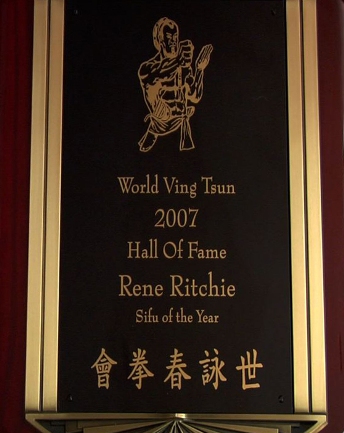 World Ving Tsun
2007
Hall Of Fame
Rene Ritchie
Sifu of the Year
會拳春詠世